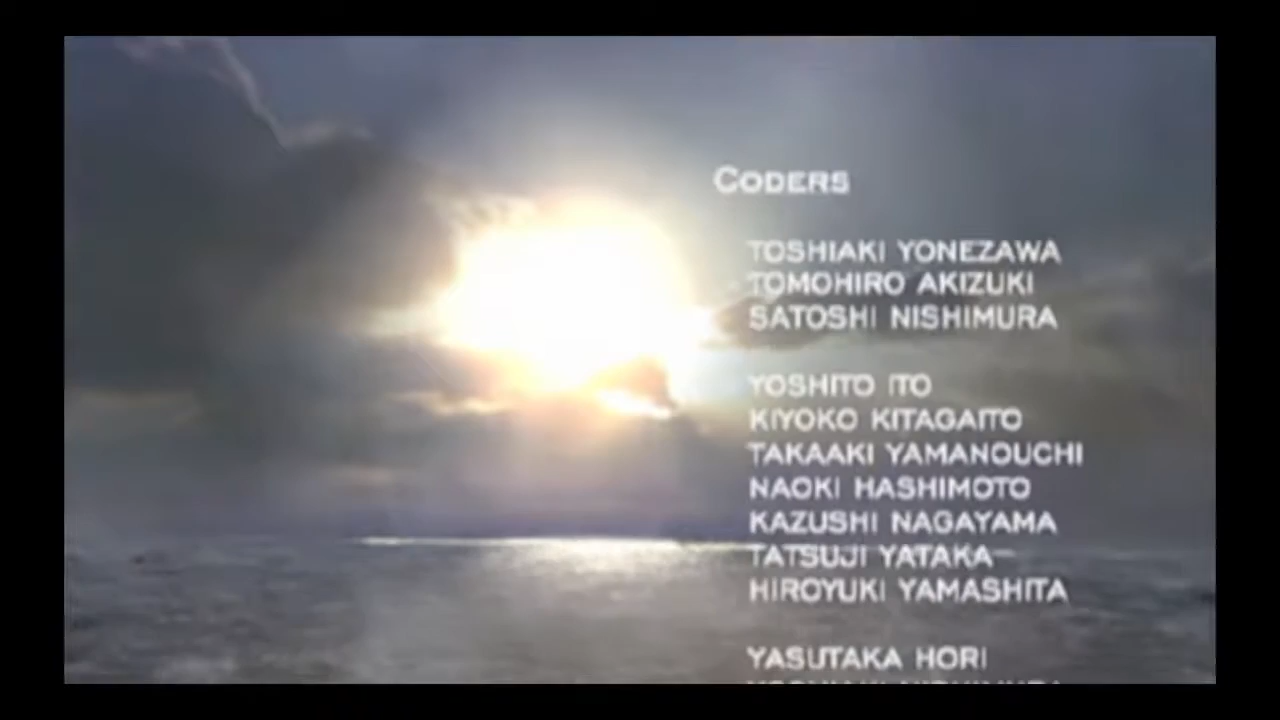 CODERS
TOSHIAKI YONEZAWA
TOMOHIRO AKIZUKI
SATOSHI NISHIMURA
YOSHITO ITO
KIYOKO KITAGAITO
TAKAAKI YAMANOUCHI
NAOKI HASHIMOTO
KAZUSHI NAGAYAMA
TATSUJI YATAKA
HIROYUKI YAMASHITA
YASUTAKA HORI